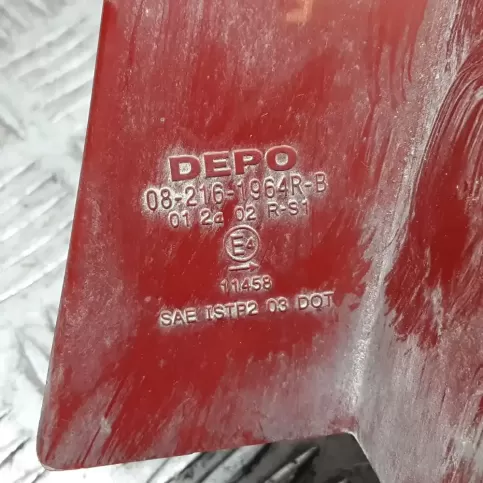 DEPO
08-216-1964R-B
01 2a 02 R-S1
E4
11458
SAE ISTP2 03 DOT